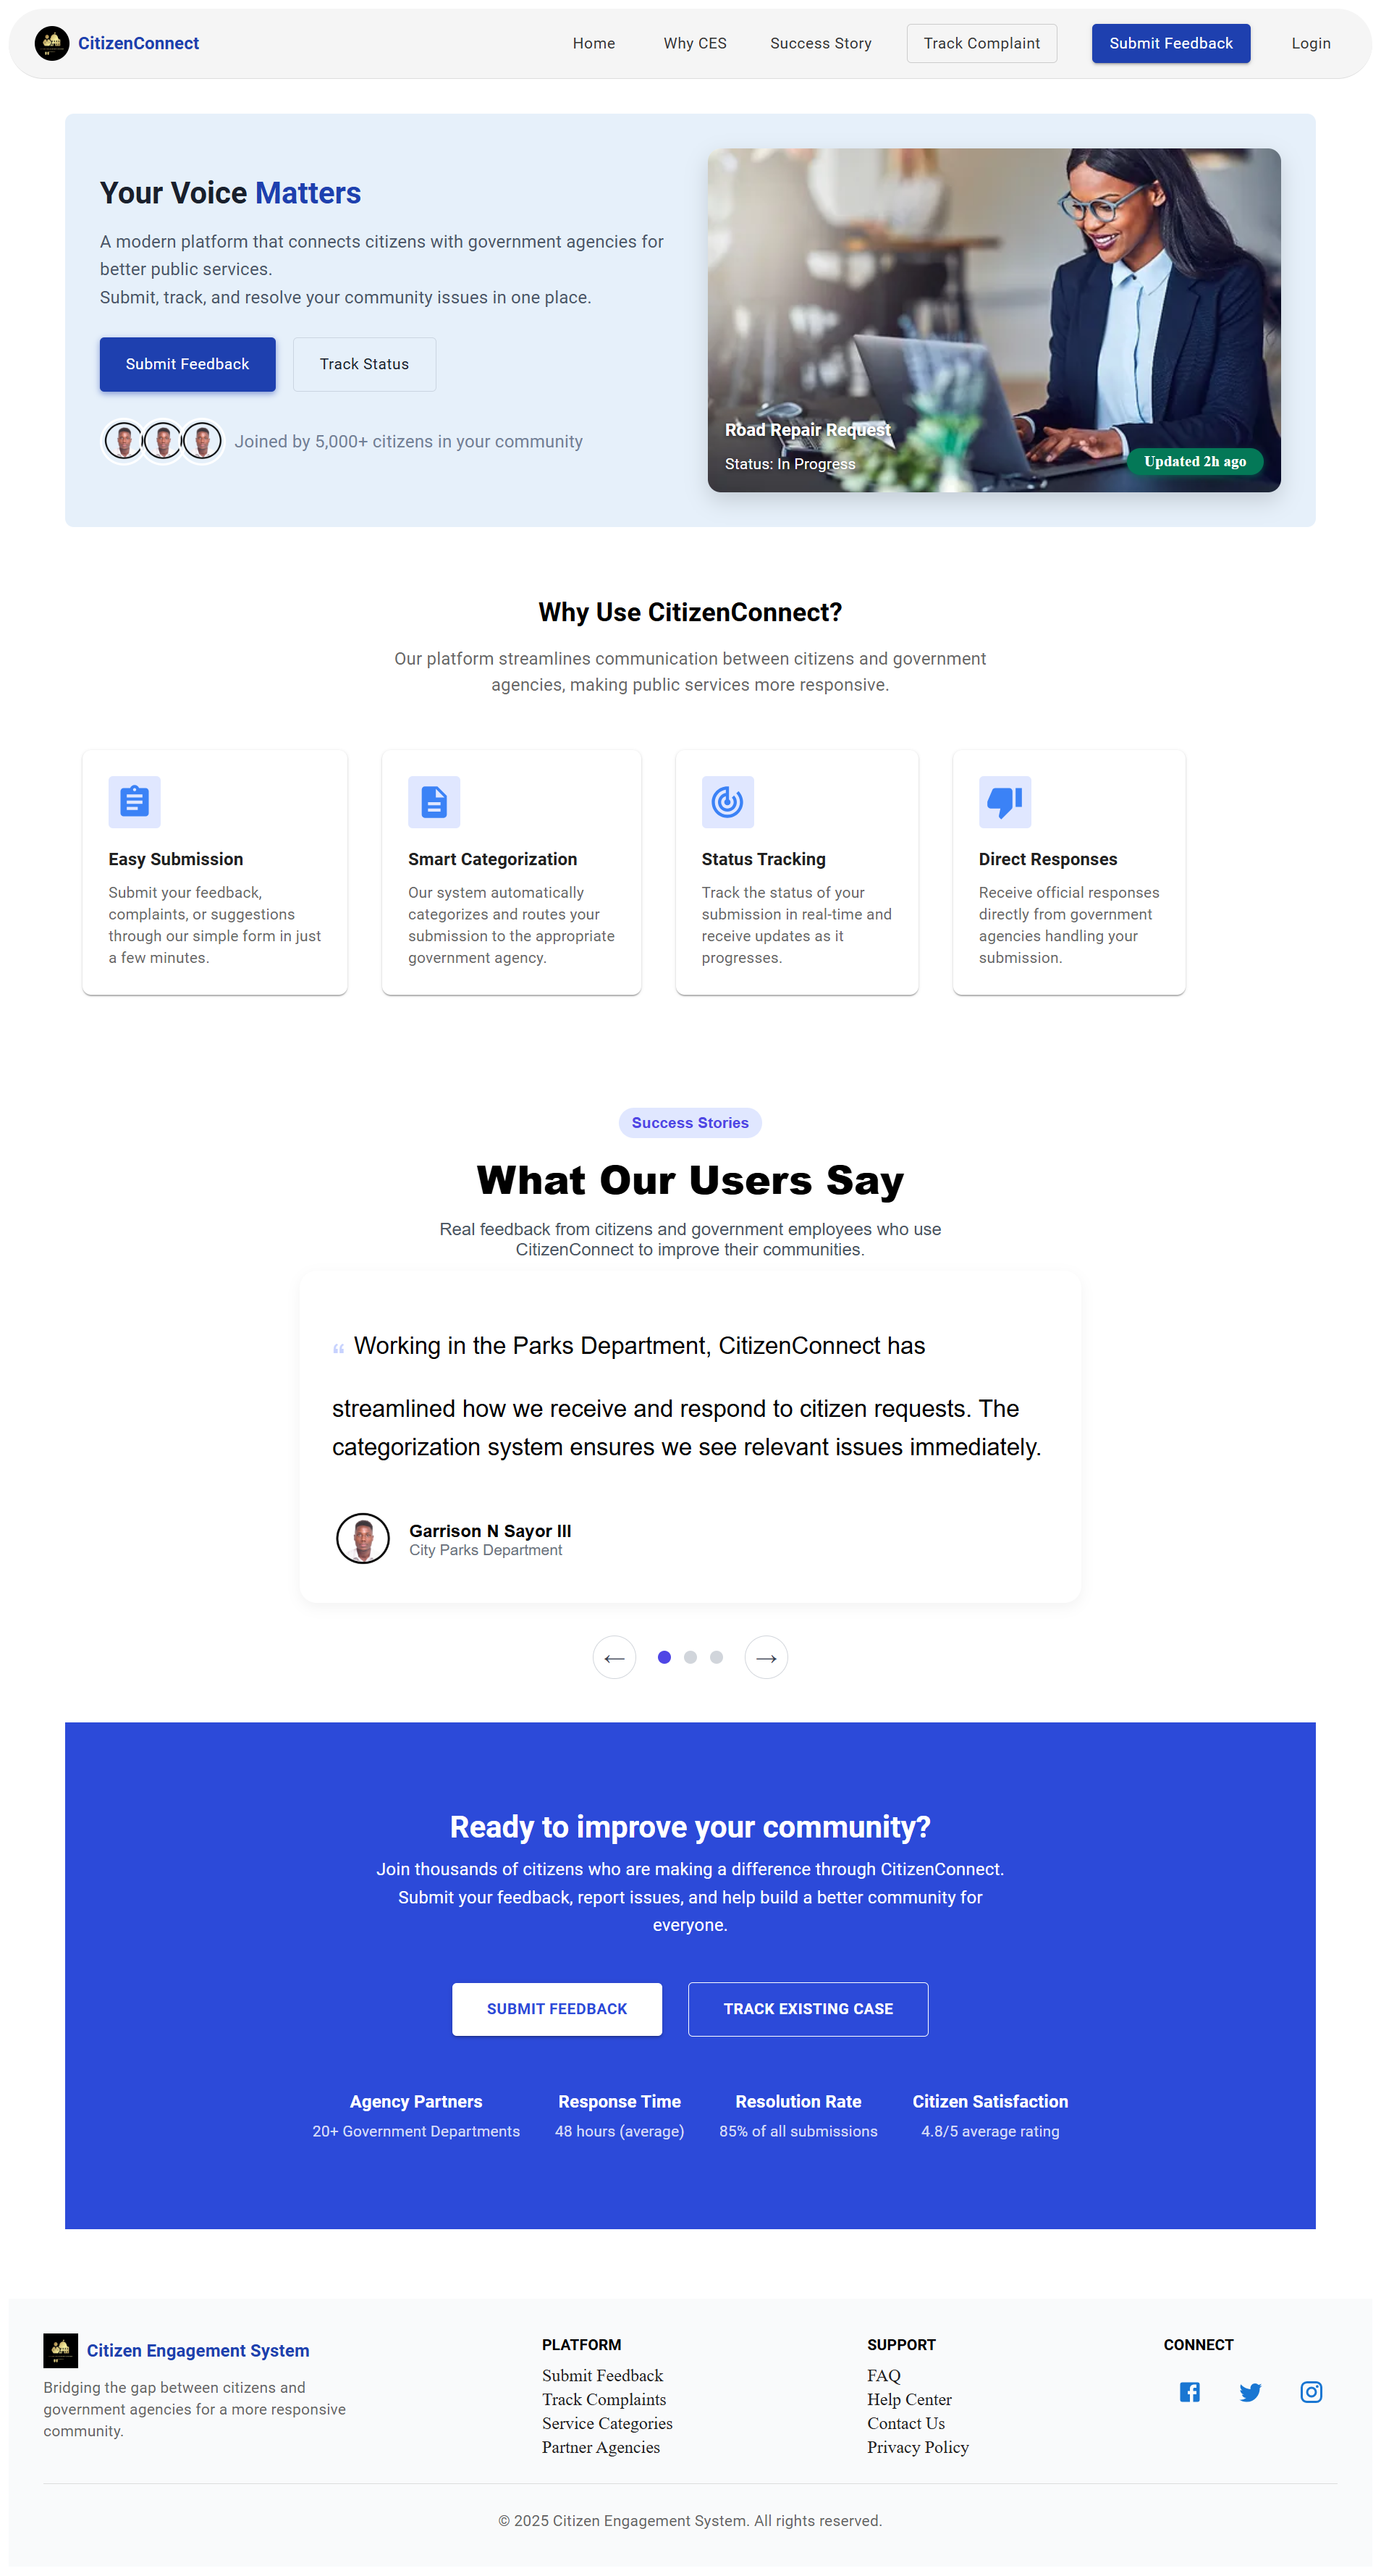 CitizenConnect
Home
Why CES
Success Story
Track Complaint
Submit Feedback
Login
Your Voice Matters
A modern platform that connects citizens with government agencies for
better public services.
Submit, track, and resolve your community issues in one place.
Submit Feedback
Track Status
Joined by 5,000+ citizens in your community
Road Repair Request
Status: In Progress
Updated 2h ago
Why Use CitizenConnect?
Our platform streamlines communication between citizens and government
agencies, making public services more responsive.
Easy Submission
Submit your feedback,
complaints, or suggestions
through our simple form in just
a few minutes.
Smart Categorization
Our system automatically
categorizes and routes your
submission to the appropriate
government agency.
Status Tracking
Track the status of your
submission in real-time and
receive updates as it
progresses.
Direct Responses
Receive official responses
directly from government
agencies handling your
submission.
Success Stories
What Our Users Say
Real feedback from citizens and government employees who use
CitizenConnect to improve their communities.
“ Working in the Parks Department, CitizenConnect has
streamlined how we receive and respond to citizen requests. The
categorization system ensures we see relevant issues immediately.
Garrison N Sayor III
City Parks Department
← →
Ready to improve your community?
Join thousands of citizens who are making a difference through CitizenConnect.
Submit your feedback, report issues, and help build a better community for
everyone.
SUBMIT FEEDBACK
TRACK EXISTING CASE
Agency Partners
20+ Government Departments
Response Time
48 hours (average)
Resolution Rate
85% of all submissions
Citizen Satisfaction
4.8/5 average rating
Citizen Engagement System
Bridging the gap between citizens and
government agencies for a more responsive
community.
PLATFORM
Submit Feedback
Track Complaints
Service Categories
Partner Agencies
SUPPORT
FAQ
Help Center
Contact Us
Privacy Policy
CONNECT
© 2025 Citizen Engagement System. All rights reserved.